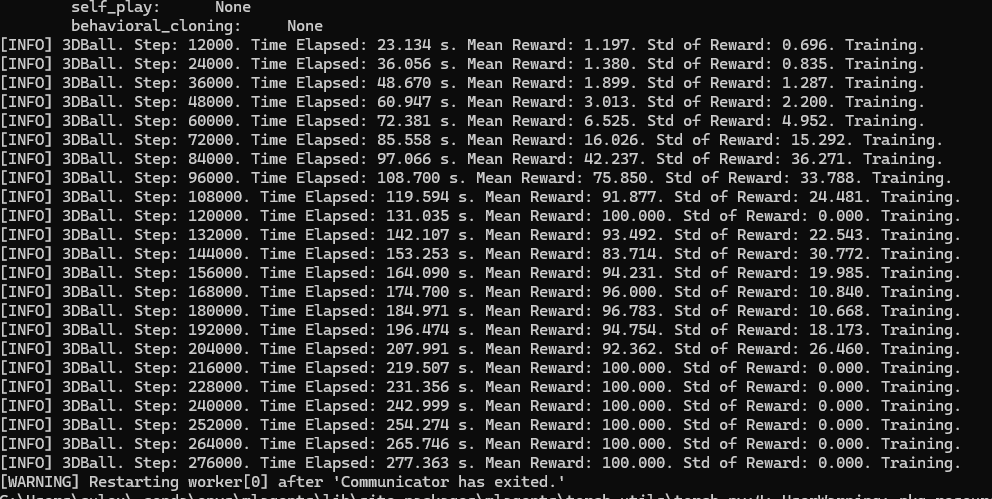 self_play: None
behavioral_cloning: None
[INFO] 3DBall. Step: 12000. Time Elapsed: 23.134 s. Mean Reward: 1.197. Std of Reward: 0.696. Training.
[INFO] 3DBall. Step: 24000. Time Elapsed: 36.056 s. Mean Reward: 1.380. Std of Reward: 0.835. Training.
[INFO] 3DBall. Step: 36000. Time Elapsed: 48.670 s. Mean Reward: 1.899. Std of Reward: 1.287. Training.
[INFO] 3DBall. Step: 48000. Time Elapsed: 60.947 s. Mean Reward: 3.013. Std of Reward: 2.200. Training.
[INFO] 3DBall. Step: 60000. Time Elapsed: 72.381 s. Mean Reward: 6.525. Std of Reward: 4.952. Training.
[INFO] 3DBall. Step: 72000. Time Elapsed: 85.558 s. Mean Reward: 16.026. Std of Reward: 15.292. Training.
[INFO] 3DBall. Step: 84000. Time Elapsed: 97.066 s. Mean Reward: 42.237. Std of Reward: 36.271. Training.
[INFO] 3DBall. Step: 96000. Time Elapsed: 108.700 s. Mean Reward: 75.850. Std of Reward: 33.788. Training.
[INFO] 3DBall. Step: 108000. Time Elapsed: 119.594 s. Mean Reward: 91.877. Std of Reward: 24.481. Training.
[INFO] 3DBall. Step: 120000. Time Elapsed: 131.035 s. Mean Reward: 100.000. Std of Reward: 0.000. Training.
[INFO] 3DBall. Step: 132000. Time Elapsed: 142.107 s. Mean Reward: 93.492. Std of Reward: 22.543. Training.
[INFO] 3DBall. Step: 144000. Time Elapsed: 153.253 s. Mean Reward: 83.714. Std of Reward: 30.772. Training.
[INFO] 3DBall. Step: 156000. Time Elapsed: 164.090 s. Mean Reward: 94.231. Std of Reward: 19.985. Training.
[INFO] 3DBall. Step: 168000. Time Elapsed: 174.700 s. Mean Reward: 96.000. Std of Reward: 10.840. Training.
[INFO] 3DBall. Step: 180000. Time Elapsed: 184.971 s. Mean Reward: 96.783. Std of Reward: 10.668. Training.
[INFO] 3DBall. Step: 192000. Time Elapsed: 196.474 s. Mean Reward: 94.754. Std of Reward: 18.173. Training.
[INFO] 3DBall. Step: 204000. Time Elapsed: 207.991 s. Mean Reward: 92.362. Std of Reward: 26.460. Training.
[INFO] 3DBall. Step: 216000. Time Elapsed: 219.507 s. Mean Reward: 100.000. Std of Reward: 0.000. Training.
[INFO] 3DBall. Step: 228000. Time Elapsed: 231.356 s. Mean Reward: 100.000. Std of Reward: 0.000. Training.
[INFO] 3DBall. Step: 240000. Time Elapsed: 242.999 s. Mean Reward: 100.000. Std of Reward: 0.000. Training.
[INFO] 3DBall. Step: 252000. Time Elapsed: 254.274 s. Mean Reward: 100.000. Std of Reward: 0.000. Training.
[INFO] 3DBall. Step: 264000. Time Elapsed: 265.746 s. Mean Reward: 100.000. Std of Reward: 0.000. Training.
[INFO] 3DBall. Step: 276000. Time Elapsed: 277.363 s. Mean Reward: 100.000. Std of Reward: 0.000. Training.
[WARNING] Restarting worker[0] after 'Communicator has exited.'